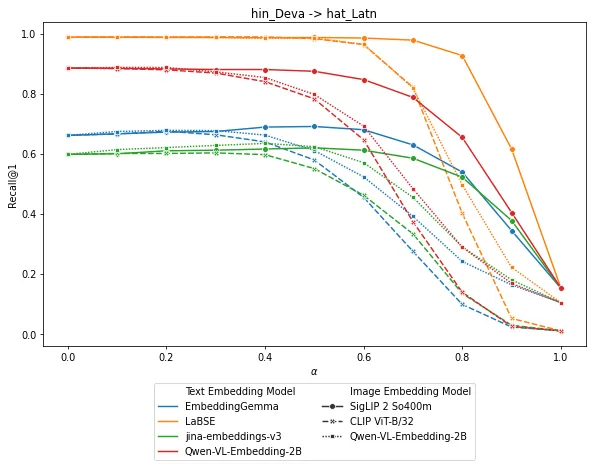 hin_Deva -> hat_Latn
1.0
0.8
0.6
0.4
0.2
0.0
Recall@1
0.0 0.2 0.4 0.6 0.8 1.0
α
Text Embedding Model Image Embedding Model
EmbeddingGemma SigLIP 2 So400m
LaBSE CLIP ViT-B/32
jina-embeddings-v3 Qwen-VL-Embedding-2B
Qwen-VL-Embedding-2B